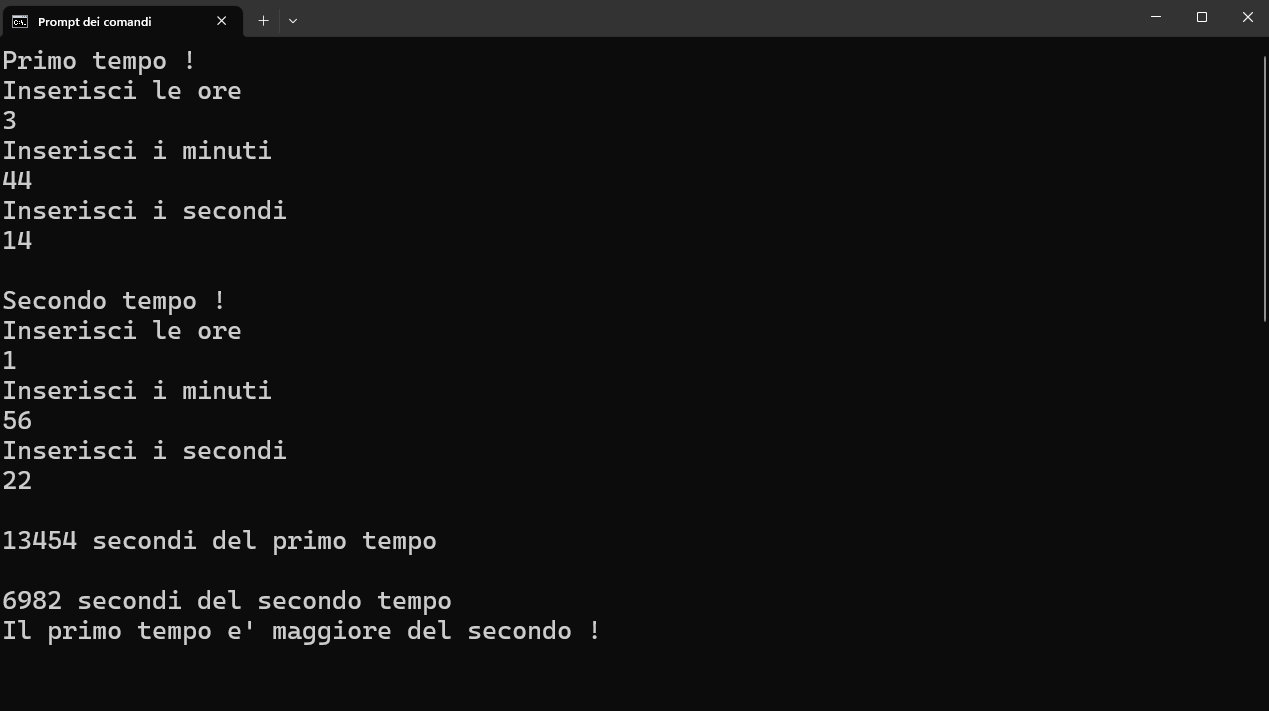 Prompt dei comandi
Primo tempo !
Inserisci le ore
3
Inserisci i minuti
44
Inserisci i secondi
14
Secondo tempo !
Inserisci le ore
1
Inserisci i minuti
56
Inserisci i secondi
22
13454 secondi del primo tempo
6982 secondi del secondo tempo
Il primo tempo e' maggiore del secondo !